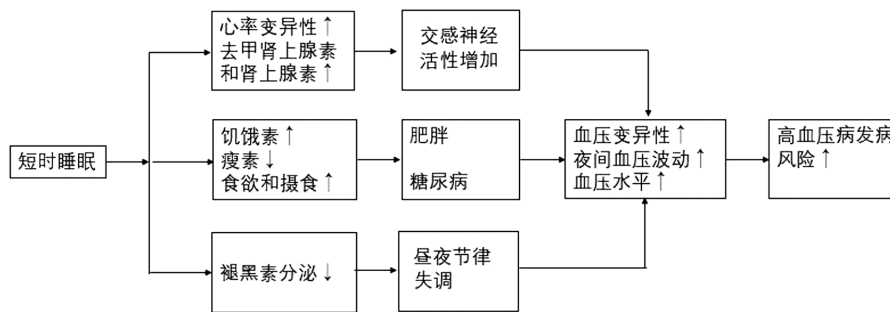 短时睡眠
心率变异性↑
去甲肾上腺素
和肾上腺素↑
交感神经
活性增加
饥饿素↑
瘦素↓
食欲和摄食↑
肥胖
糖尿病
褪黑素分泌↓
昼夜节律
失调
血压变异性↑
夜间血压波动↑
血压水平↑
高血压病发病
风险↑